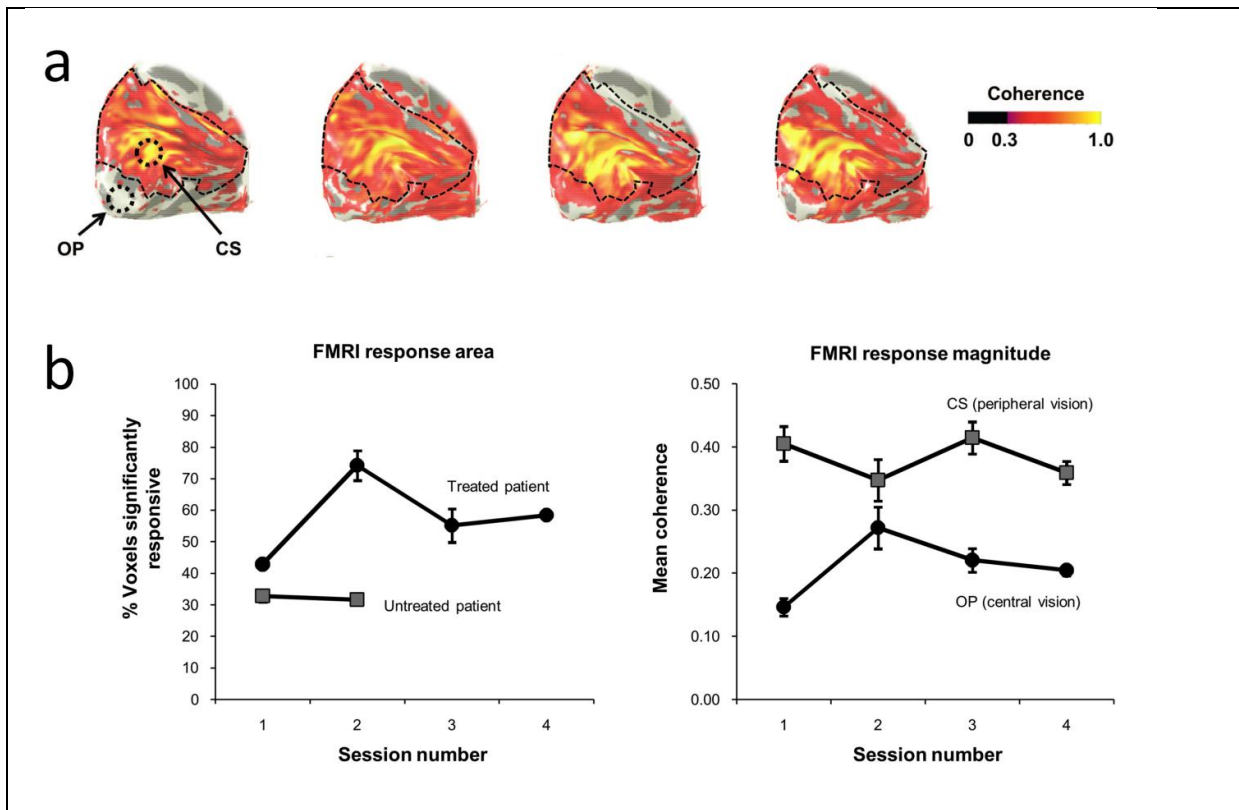 a
Coherence
0 0.3 1.0
OP
CS
b
FMRI response area
% Voxels significantly
responsive
100
90
80
70
60
50
40
30
20
10
0
Treated patient
Untreated patient
1 2 3 4
Session number
FMRI response magnitude
Mean coherence
0.50
0.40
0.30
0.20
0.10
0.00
CS (peripheral vision)
OP (central vision)
1 2 3 4
Session number